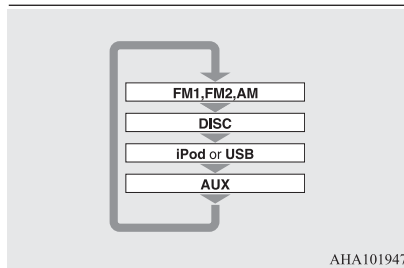 FM1,FM2,AM
DISC
iPod or USB
AUX
AHA101947